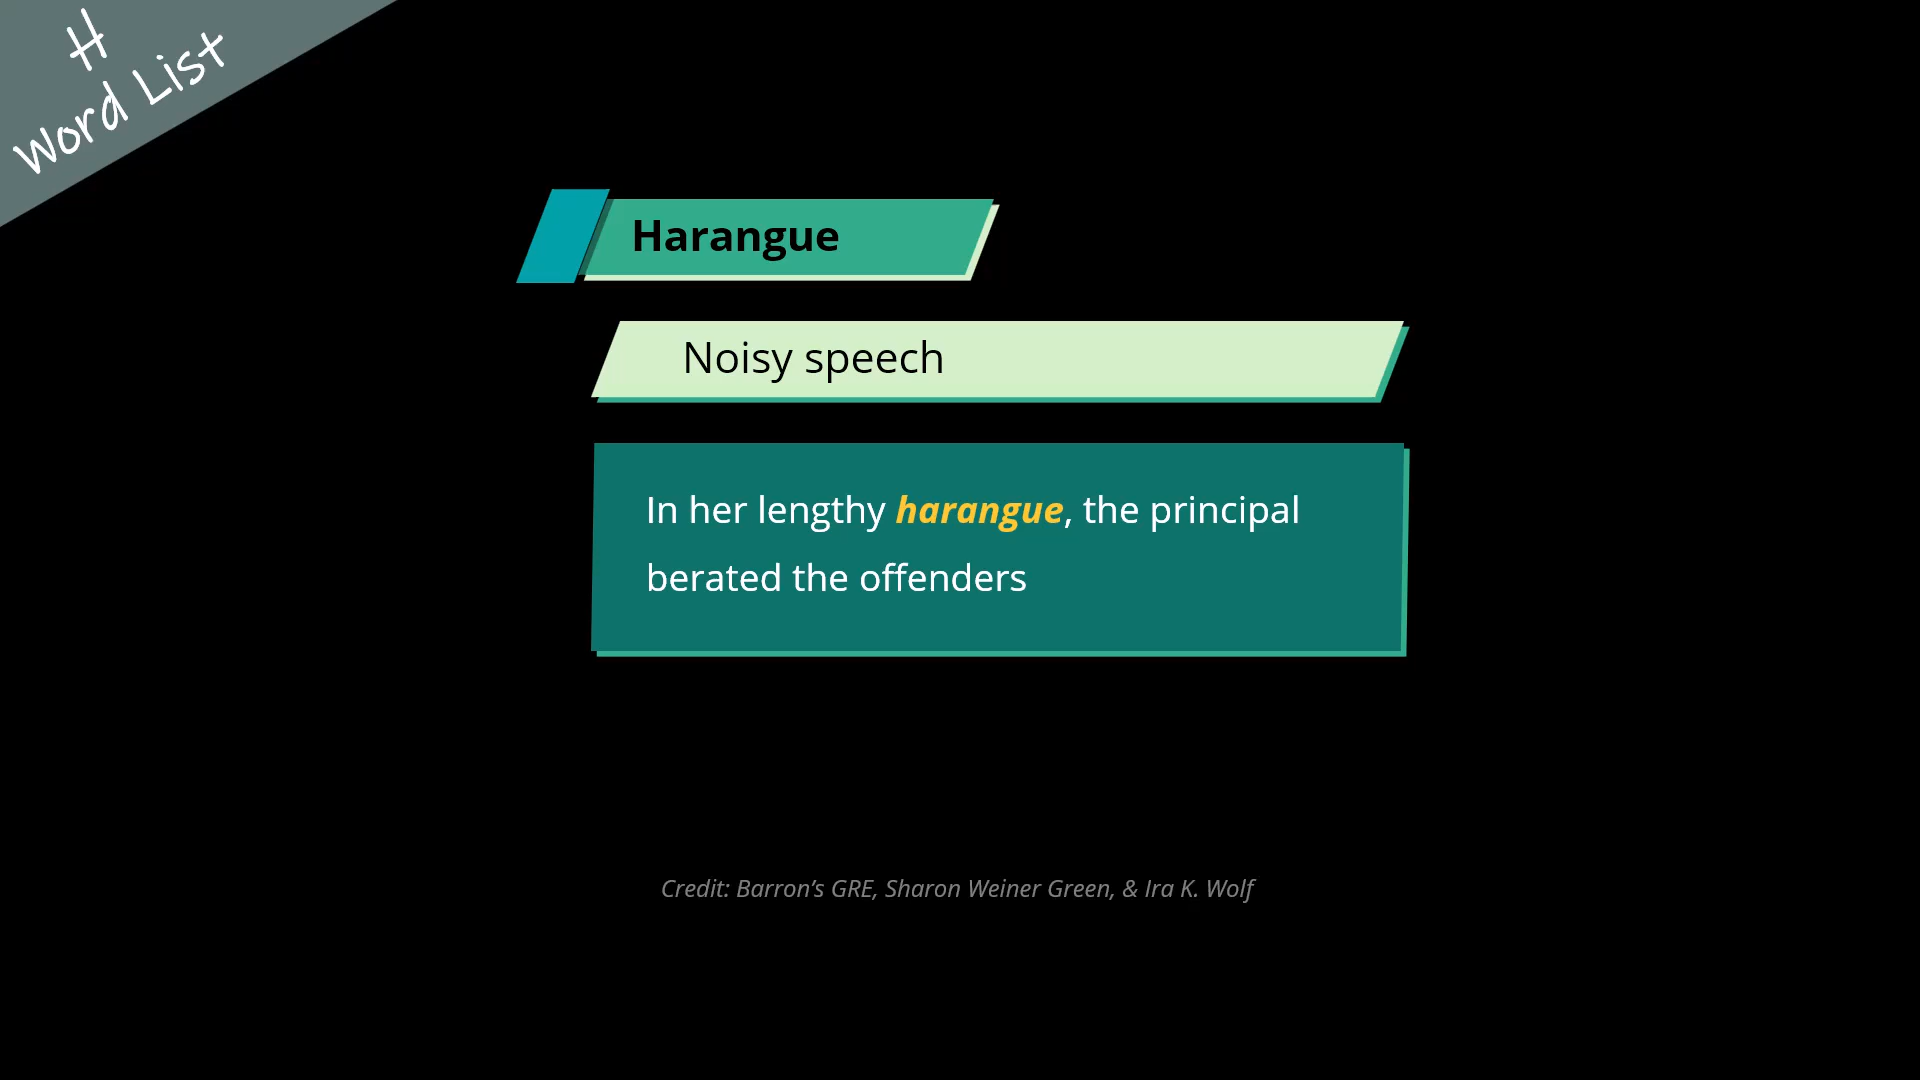 H
Word List
Harangue
Noisy speech
In her lengthy harangue, the principal
berated the offenders
Credit: Barron’s GRE, Sharon Weiner Green, & Ira K. Wolf